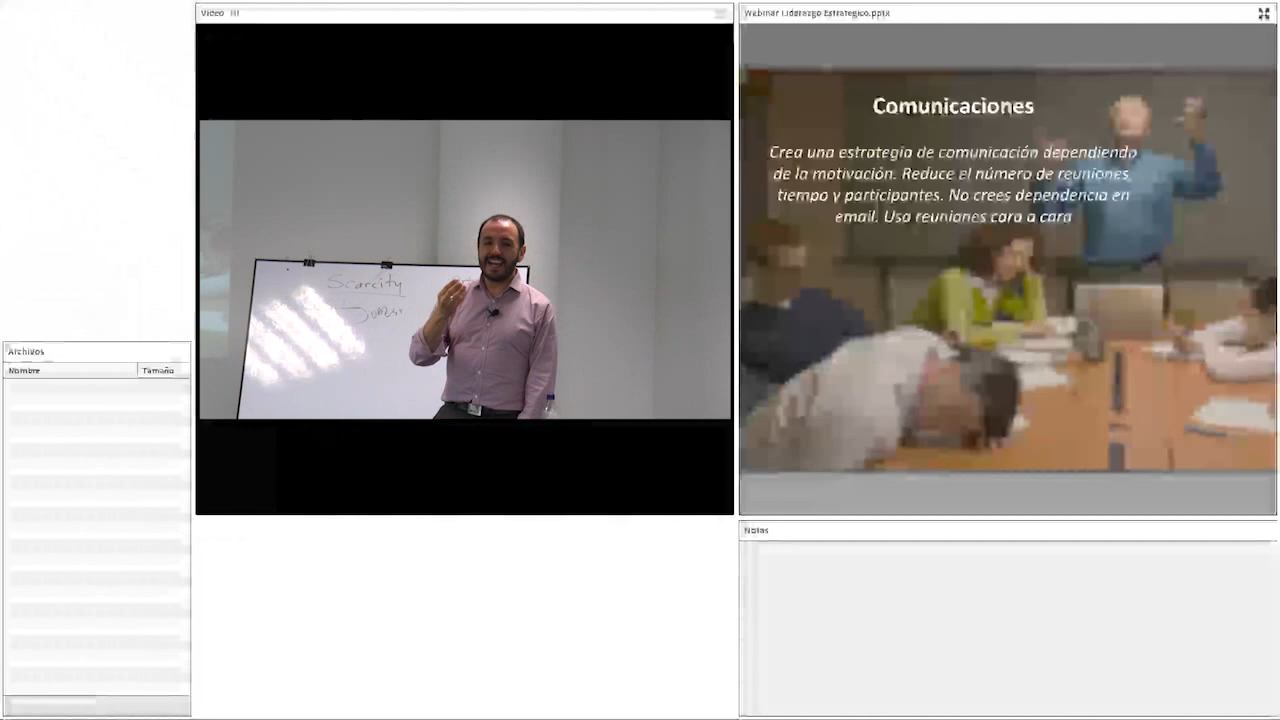 Video
Webinar Liderazgo Estrategico.pptx
Comunicaciones
Crea una estrategia de comunicación dependiendo
de la motivación. Reduce el número de reuniones,
tiempo y participantes. No crees dependencia en
email. Usa reuniones cara a cara
Scarcity
Archivos
Nombre Tamaño
Notas